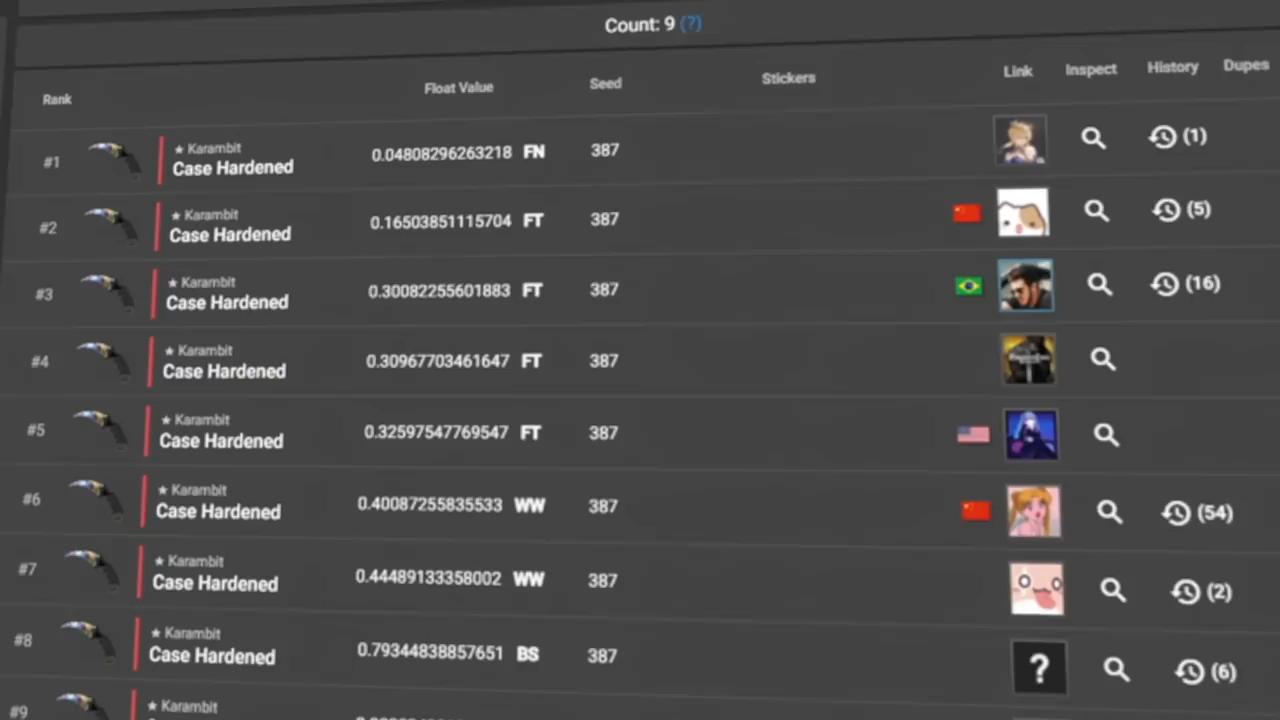 Count: 9 (?)
Rank Float Value Seed Stickers Link Inspect History Dupes
#1 ★ Karambit Case Hardened 0.04808296263218 FN 387 (1)
#2 ★ Karambit Case Hardened 0.16503851115704 FT 387 (5)
#3 ★ Karambit Case Hardened 0.30082255601883 FT 387 (16)
#4 ★ Karambit Case Hardened 0.30967703461647 FT 387
#5 ★ Karambit Case Hardened 0.32597547769547 FT 387
#6 ★ Karambit Case Hardened 0.40087255835533 WW 387 (54)
#7 ★ Karambit Case Hardened 0.44489133358002 WW 387 (2)
#8 ★ Karambit Case Hardened 0.79344838857651 BS 387 ? (6)
#9 ★ Karambit